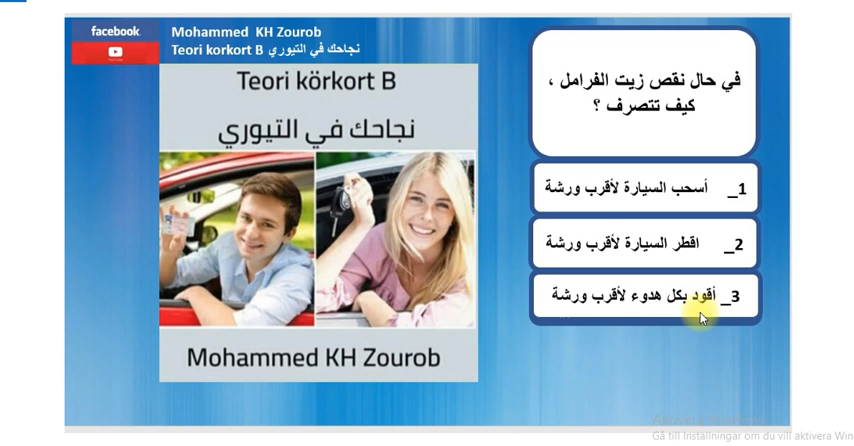 facebook
Mohammed KH Zourob
Teori korkort B نجاحك في التيوري
Teori körkort B
نجاحك في التيوري
Mohammed KH Zourob
في حال نقص زيت الفرامل ،
كيف تتصرف ؟
1_ أسحب السيارة لأقرب ورشة
2_ اقطر السيارة لأقرب ورشة
3_ أقود بكل هدوء لأقرب ورشة
Gå till Inställningar om du vill aktivera Win